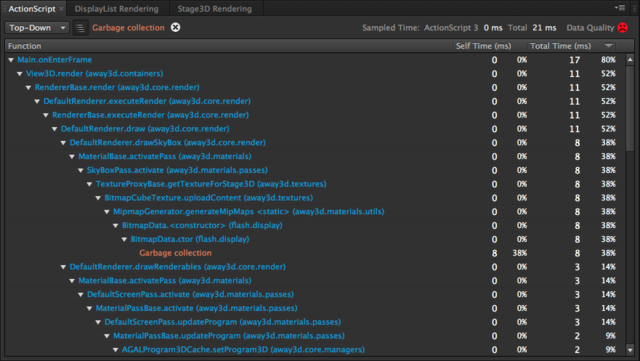 ActionScript × DisplayList Rendering Stage3D Rendering
Top-Down Garbage collection Sampled Time: ActionScript 3 0 ms Total 21 ms Data Quality
Function Self Time (ms) Total Time (ms)
Main.onEnterFrame 0 0% 17 80%
View3D.render (away3d.containers) 0 0% 11 52%
RendererBase.render (away3d.core.render) 0 0% 11 52%
DefaultRenderer.executeRender (away3d.core.render) 0 0% 11 52%
RendererBase.executeRender (away3d.core.render) 0 0% 11 52%
DefaultRenderer.draw (away3d.core.render) 0 0% 11 52%
DefaultRenderer.drawSkyBox (away3d.core.render) 0 0% 8 38%
MaterialBase.activatePass (away3d.materials) 0 0% 8 38%
SkyBoxPass.activate (away3d.materials.passes) 0 0% 8 38%
TextureProxyBase.getTextureForStage3D (away3d.textures) 0 0% 8 38%
BitmapCubeTexture.uploadContent (away3d.textures) 0 0% 8 38%
MipmapGenerator.generateMipMaps <static> (away3d.materials.utils) 0 0% 8 38%
BitmapData.<constructor> (flash.display) 0 0% 8 38%
BitmapData.ctor (flash.display) 0 0% 8 38%
Garbage collection 8 38% 8 38%
DefaultRenderer.drawRenderables (away3d.core.render) 0 0% 3 14%
MaterialBase.activatePass (away3d.materials) 0 0% 3 14%
DefaultScreenPass.activate (away3d.materials.passes) 0 0% 3 14%
MaterialPassBase.activate (away3d.materials.passes) 0 0% 3 14%
DefaultScreenPass.updateProgram (away3d.materials.passes) 0 0% 3 14%
MaterialPassBase.updateProgram (away3d.materials.passes) 0 0% 2 9%
AGALProgram3DCache.setProgram3D (away3d.core.managers) 0 0% 2 9%